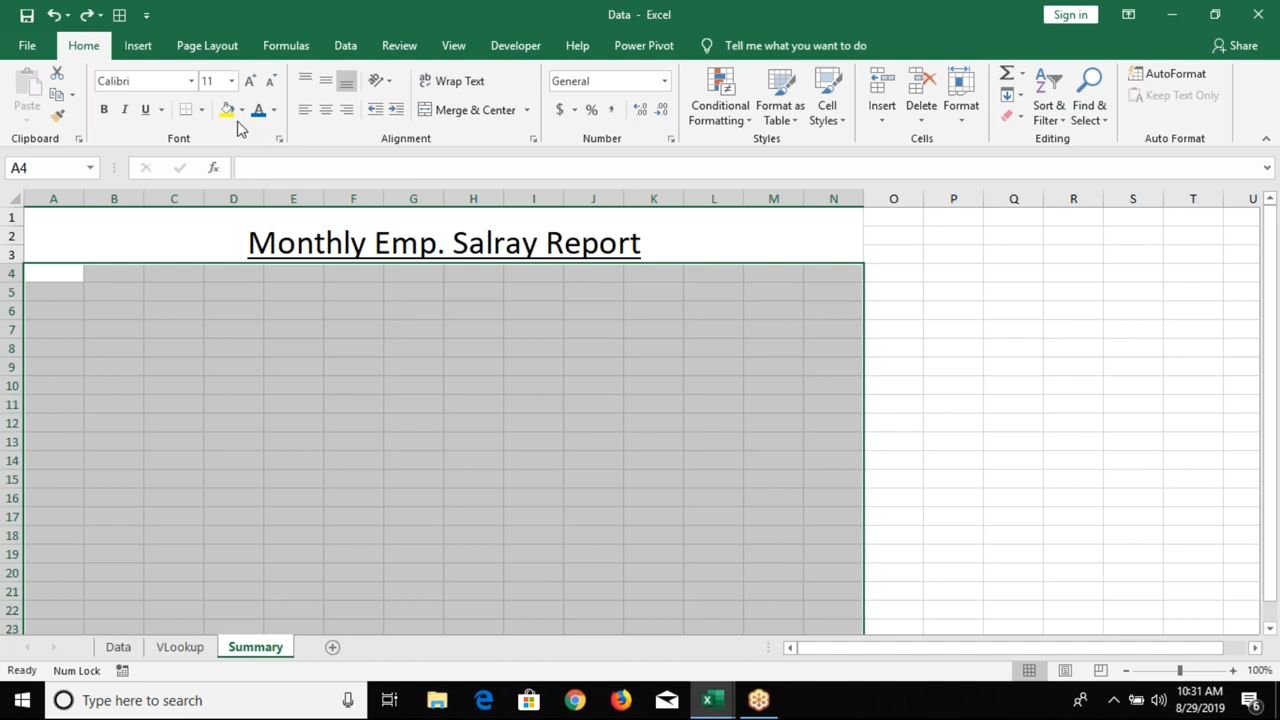 Data - Excel
Sign in
File Home Insert Page Layout Formulas Data Review View Developer Help Power Pivot Tell me what you want to do Share
Paste
Calibri 11
B I U
Wrap Text
Merge & Center
General
$ %
Conditional Formatting
Format as Table
Cell Styles
Insert
Delete
Format
Sort & Filter
Find & Select
AutoFormat
Keep Text Only
Clipboard Font Alignment Number Styles Cells Editing Auto Format
A4 fx
A B C D E F G H I J K L M N O P Q R S T U
1
2
3
Monthly Emp. Salray Report
4
5
6
7
8
9
10
11
12
13
14
15
16
17
18
19
20
21
22
23
Data VLookup Summary
Ready Num Lock 100%
Type here to search
10:31 AM
8/29/2019
6